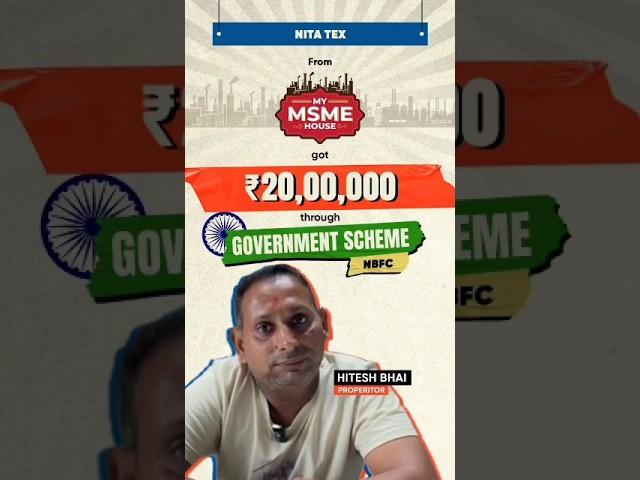 NITA TEX
From
MY
MSME
HOUSE
got
₹20,00,000
through
GOVERNMENT SCHEME
NBFC
HITESH BHAI
PROPERITOR